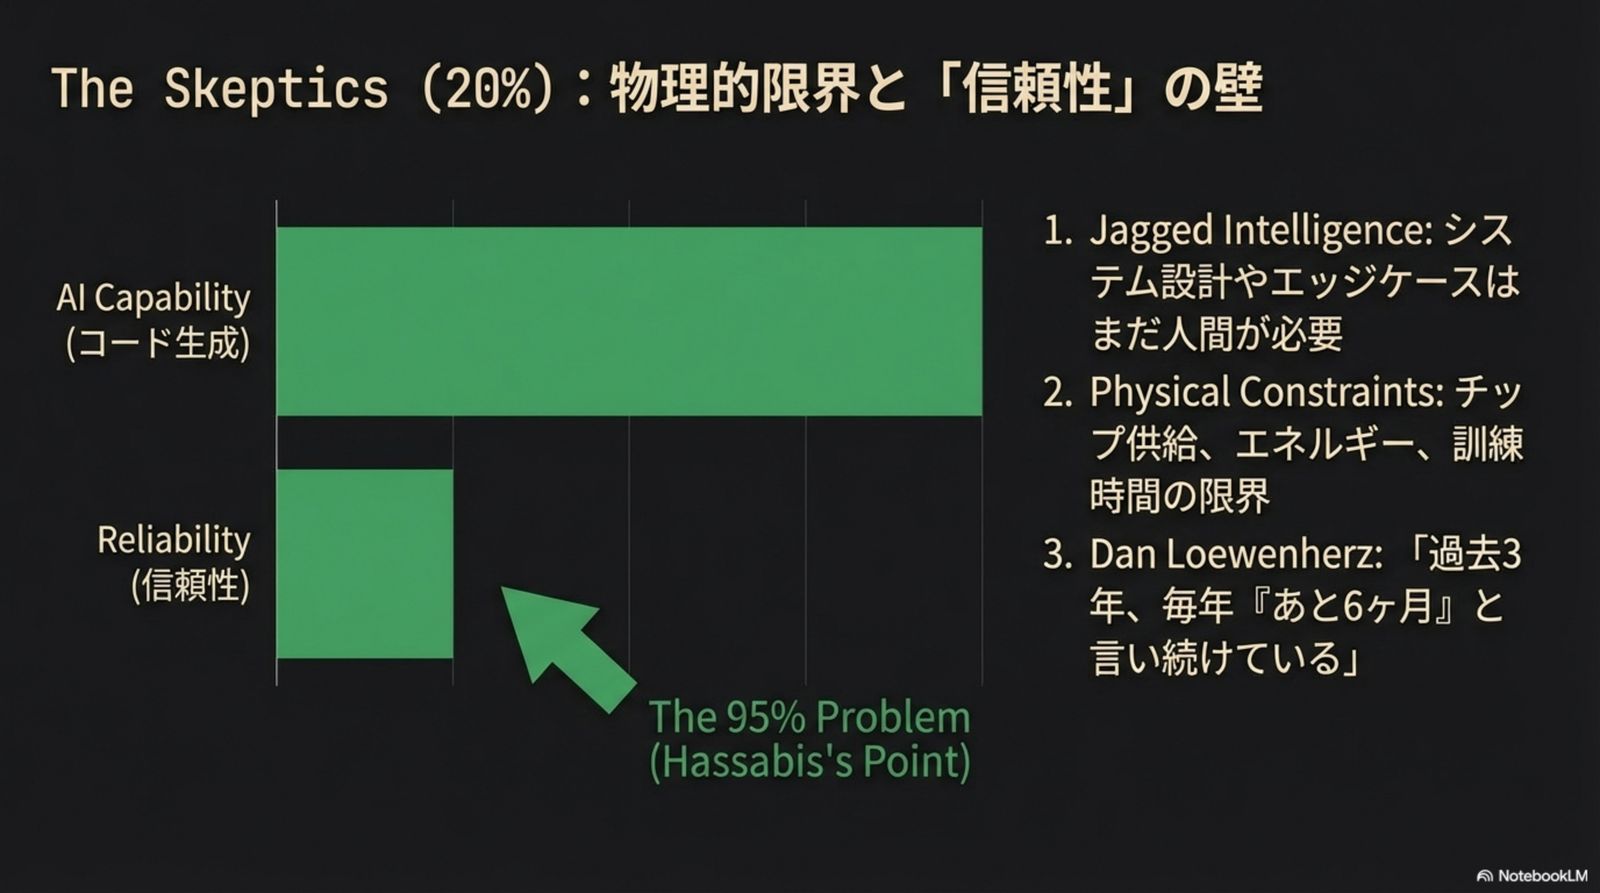 The Skeptics (20%)：物理的限界と「信頼性」の壁
AI Capability
(コード生成)
Reliability
(信頼性)
The 95% Problem
(Hassabis's Point)
1. Jagged Intelligence: シス
テム設計やエッジケースは
まだ人間が必要
2. Physical Constraints: チッ
プ供給、エネルギー、訓練
時間の限界
3. Dan Loewenherz: 「過去3
年、毎年『あと6ヶ月』と
言い続けている」
NotebookLM